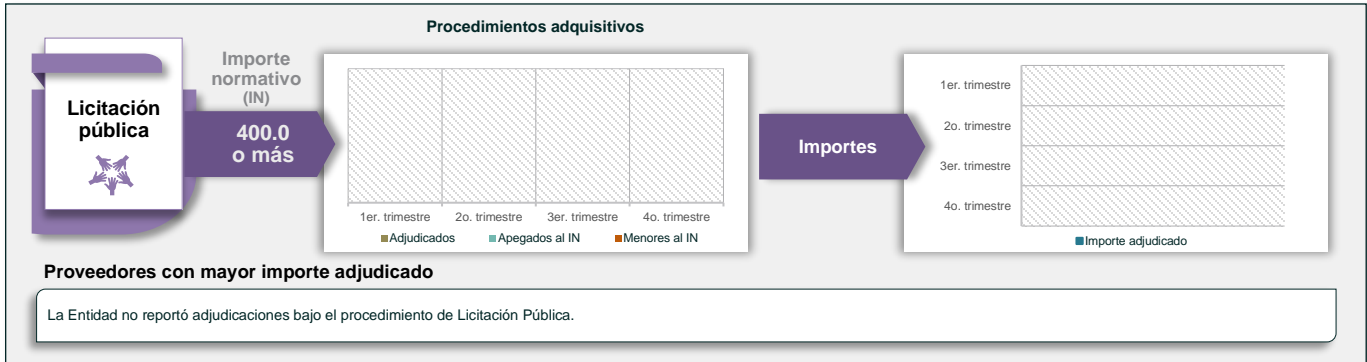 Procedimientos adquisitivos
Licitación
pública
Importe
normativo
(IN)
400.0
o más
1er. trimestre 2o. trimestre 3er. trimestre 4o. trimestre
Adjudicados Apegados al IN Menores al IN
Importes
1er. trimestre
2o. trimestre
3er. trimestre
4o. trimestre
Importe adjudicado
Proveedores con mayor importe adjudicado
La Entidad no reportó adjudicaciones bajo el procedimiento de Licitación Pública.